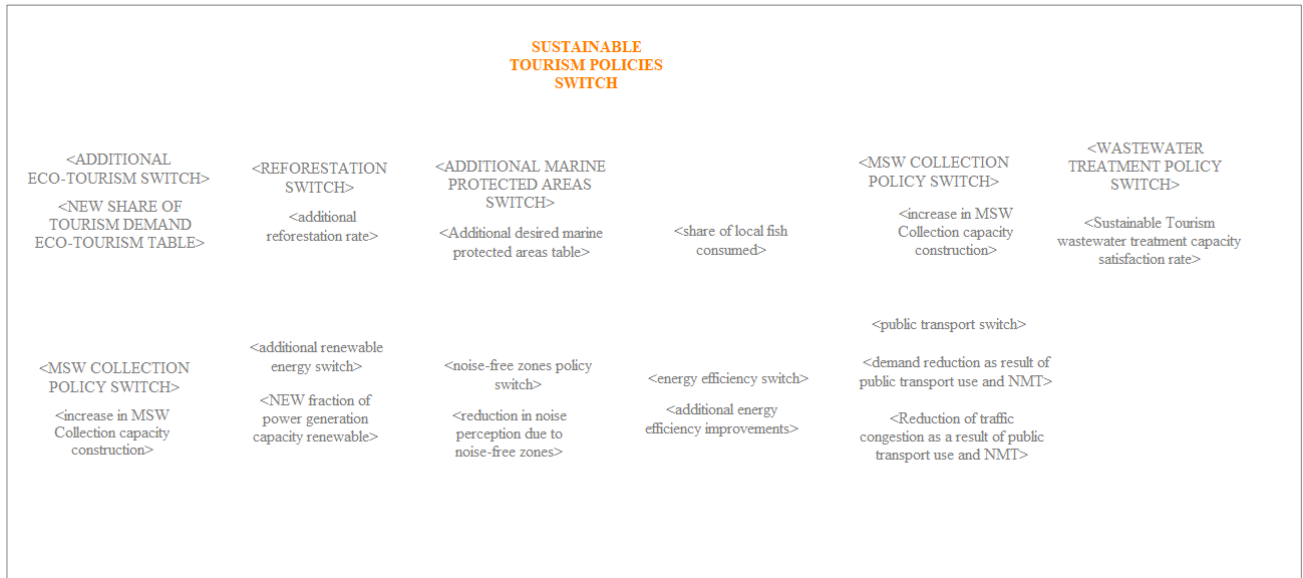 SUSTAINABLE
TOURISM POLICIES
SWITCH
<ADDITIONAL
ECO-TOURISM SWITCH>
<NEW SHARE OF
TOURISM DEMAND
ECO-TOURISM TABLE>
<REFORESTATION
SWITCH>
<additional
reforestation rate>
<ADDITIONAL MARINE
PROTECTED AREAS
SWITCH>
<Additional desired marine
protected areas table>
<share of local fish
consumed>
<MSW COLLECTION
POLICY SWITCH>
<increase in MSW
Collection capacity
construction>
<WASTEWATER
TREATMENT POLICY
SWITCH>
<Sustainable Tourism
wastewater treatment capacity
satisfaction rate>
<MSW COLLECTION
POLICY SWITCH>
<increase in MSW
Collection capacity
construction>
<additional renewable
energy switch>
<NEW fraction of
power generation
capacity renewable>
<noise-free zones policy
switch>
<reduction in noise
perception due to
noise-free zones>
<energy efficiency switch>
<additional energy
efficiency improvements>
<public transport switch>
<demand reduction as result of
public transport use and NMT>
<Reduction of traffic
congestion as a result of public
transport use and NMT>